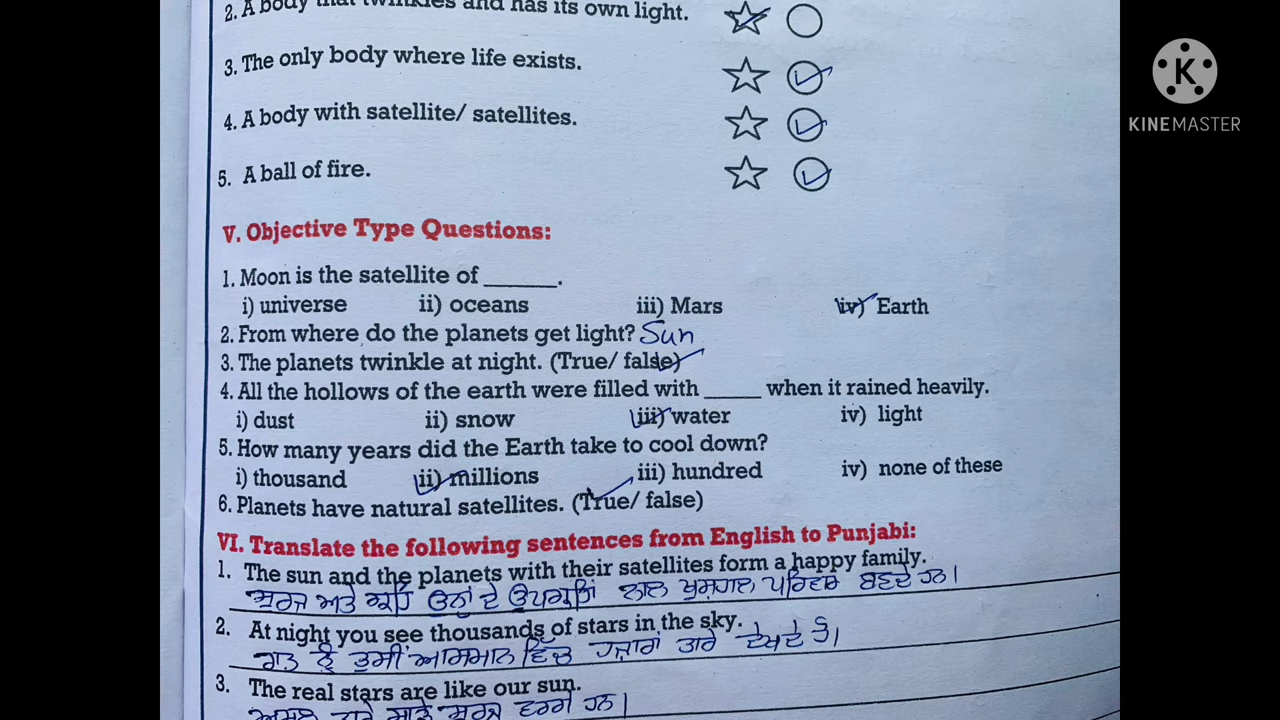 2. A body that twinkles and has its own light.
3. The only body where life exists.
4. A body with satellite/ satellites.
5. A ball of fire.
V. Objective Type Questions:
1. Moon is the satellite of ______.
i) universe ii) oceans iii) Mars iv) Earth
2. From where do the planets get light? Sun
3. The planets twinkle at night. (True/ false)
4. All the hollows of the earth were filled with _____ when it rained heavily.
i) dust ii) snow iii) water iv) light
5. How many years did the Earth take to cool down?
i) thousand ii) millions iii) hundred iv) none of these
6. Planets have natural satellites. (True/ false)
VI. Translate the following sentences from English to Punjabi:
1. The sun and the planets with their satellites form a happy family.
ਸੂਰਜ ਅਤੇ ਗ੍ਰਹਿ ਉਨ੍ਹਾਂ ਦੇ ਉਪਗ੍ਰਹਿਾਂ ਨਾਲ ਖੁਸ਼ਹਾਲ ਪਰਿਵਾਰ ਬਣਦੇ ਹਨ।
2. At night you see thousands of stars in the sky.
ਰਾਤ ਨੂੰ ਤੁਸੀਂ ਆਸਮਾਨ ਵਿੱਚ ਹਜ਼ਾਰਾਂ ਤਾਰੇ ਦੇਖਦੇ ਹੋ।
3. The real stars are like our sun.
ਅਸਲ ਤਾਰੇ ਸਾਡੇ ਸੂਰਜ ਵਰਗੇ ਹਨ।
K
KINEMASTER